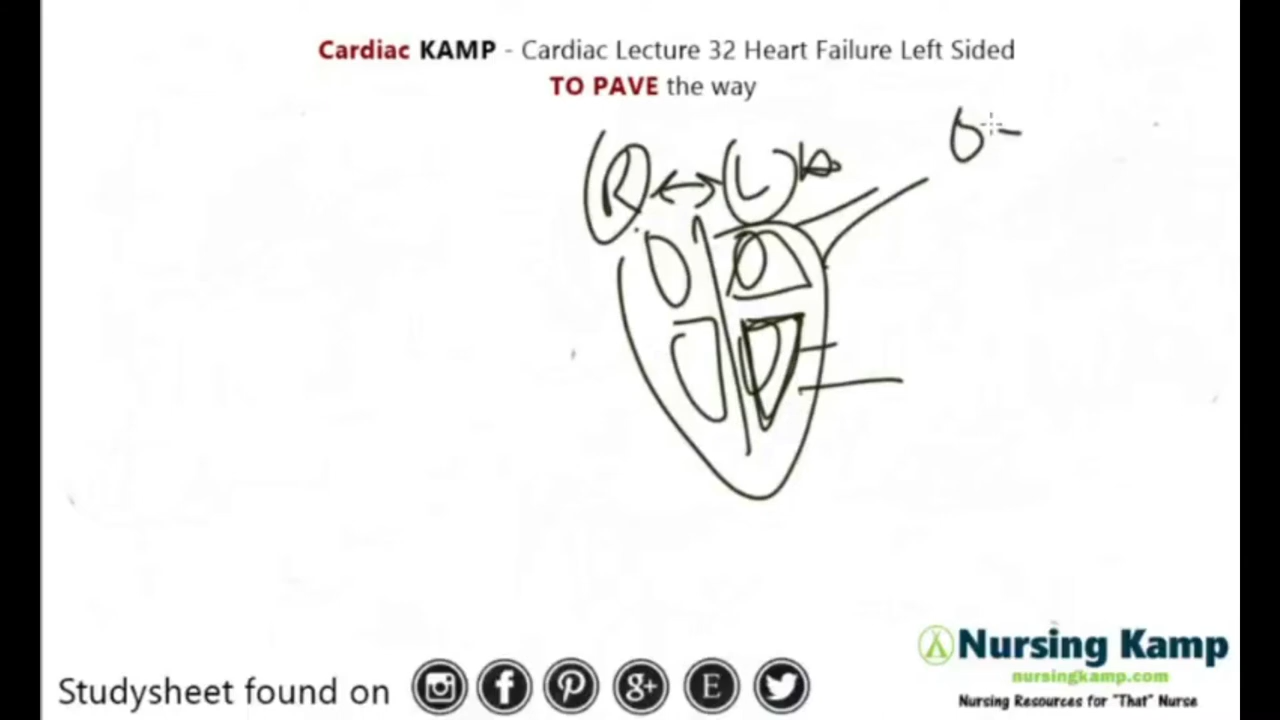 Cardiac KAMP - Cardiac Lecture 32 Heart Failure Left Sided
TO PAVE the way
R L
Studysheet found on
Nursing Kamp
nursingkamp.com
Nursing Resources for "That" Nurse